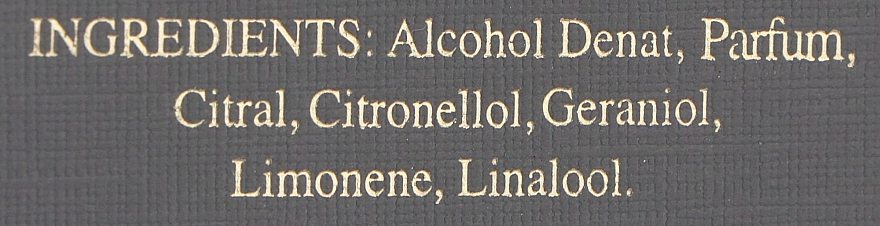 INGREDIENTS: Alcohol Denat, Parfum,
Citral, Citronellol, Geraniol,
Limonene, Linalool.